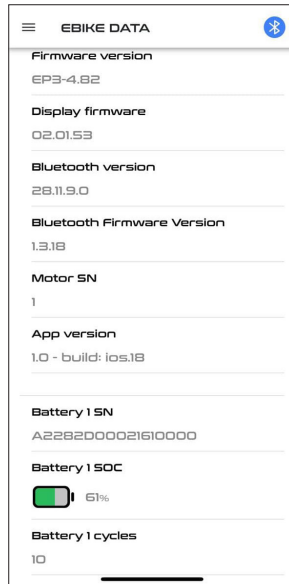 EBIKE DATA
Firmware version
EP3-4.82
Display firmware
02.01.53
Bluetooth version
28.11.9.0
Bluetooth Firmware Version
1.3.18
Motor SN
1
App version
1.0 - build: ios.18
Battery 1 SN
A2282D00021610000
Battery 1 SOC
61%
Battery 1 cycles
10